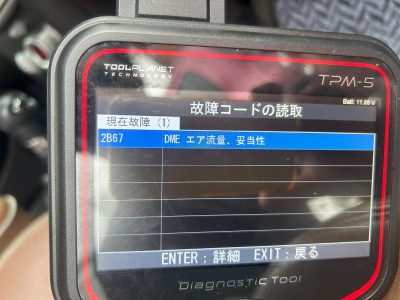 TOOLPLANET
TECHNOLOGY
TPM-5
Batt: 11.88 V
故障コードの読取
現在故障 (1)
2B67 DME エア流量、妥当性
ENTER：詳細 EXIT：戻る
Diagnostic Tool